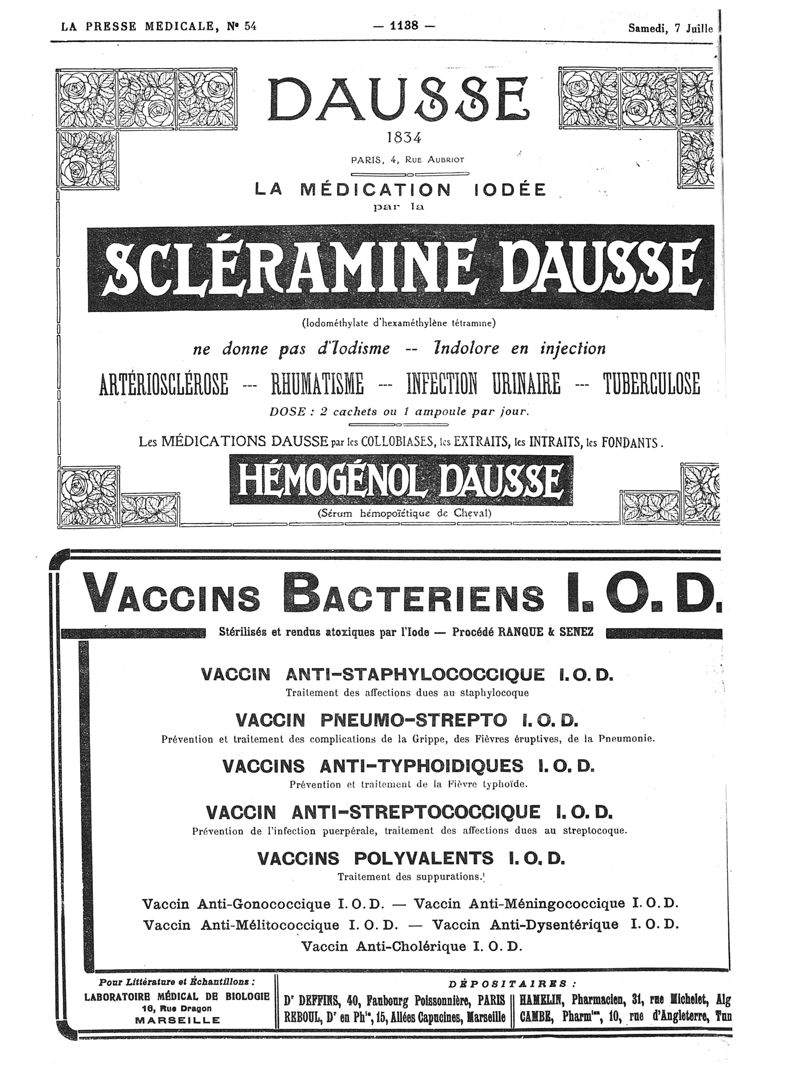 LA PRESSE MÉDICALE, N° 54
— 1138 —
Samedi, 7 Juille
DAUSSE
1834
PARIS, 4, RUE AUBRIOT
LA MÉDICATION IODÉE
par la
SCLÉRAMINE DAUSSE
(Iodométhylate d'hexaméthylène tétramine)
ne donne pas d'Iodisme -- Indolore en injection
ARTÉRIOSCLÉROSE --- RHUMATISME --- INFECTION URINAIRE --- TUBERCULOSE
DOSE : 2 cachets ou 1 ampoule par jour.
Les MÉDICATIONS DAUSSE par les COLLOBIASES, les EXTRAITS, les INTRAITS, les FONDANTS.
HÉMOGÉNOL DAUSSE
(Sérum hémopoïétique de Cheval)
VACCINS BACTERIENS I.O.D.
Stérilisés et rendus atoxiques par l'Iode — Procédé RANQUE & SENEZ
VACCIN ANTI-STAPHYLOCOCCIQUE I.O.D.
Traitement des affections dues au staphylocoque
VACCIN PNEUMO-STREPTO I.O.D.
Prévention et traitement des complications de la Grippe, des Fièvres éruptives, de la Pneumonie.
VACCINS ANTI-TYPHOIDIQUES I.O.D.
Prévention et traitement de la Fièvre typhoïde.
VACCIN ANTI-STREPTOCOCCIQUE I.O.D.
Prévention de l'infection puerpérale, traitement des affections dues au streptocoque.
VACCINS POLYVALENTS I.O.D.
Traitement des suppurations.
Vaccin Anti-Gonococcique I.O.D. — Vaccin Anti-Méningococcique I.O.D.
Vaccin Anti-Mélitococcique I.O.D. — Vaccin Anti-Dysentérique I.O.D.
Vaccin Anti-Cholérique I.O.D.
Pour Littérature et Échantillons :
LABORATOIRE MÉDICAL DE BIOLOGIE
16, Rue Dragon
MARSEILLE
DÉPOSITAIRES :
Dr DEFFINS, 40, Faubourg Poissonnière, PARIS
REBOUL, Dr en Phie, 15, Allées Capucines, Marseille
HAMELIN, Pharmacien, 31, rue Michelet, Alg
CAMBE, Pharmien, 10, rue d'Angleterre, Tun